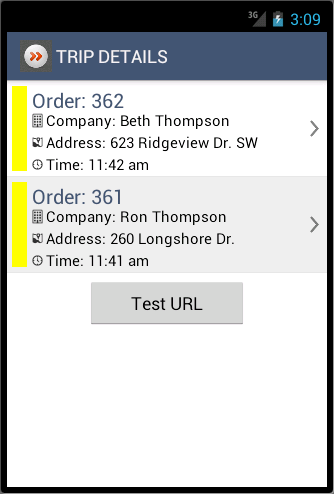 3G 3:09
TRIP DETAILS
Order: 362
Company: Beth Thompson
Address: 623 Ridgeview Dr. SW
Time: 11:42 am
Order: 361
Company: Ron Thompson
Address: 260 Longshore Dr.
Time: 11:41 am
Test URL